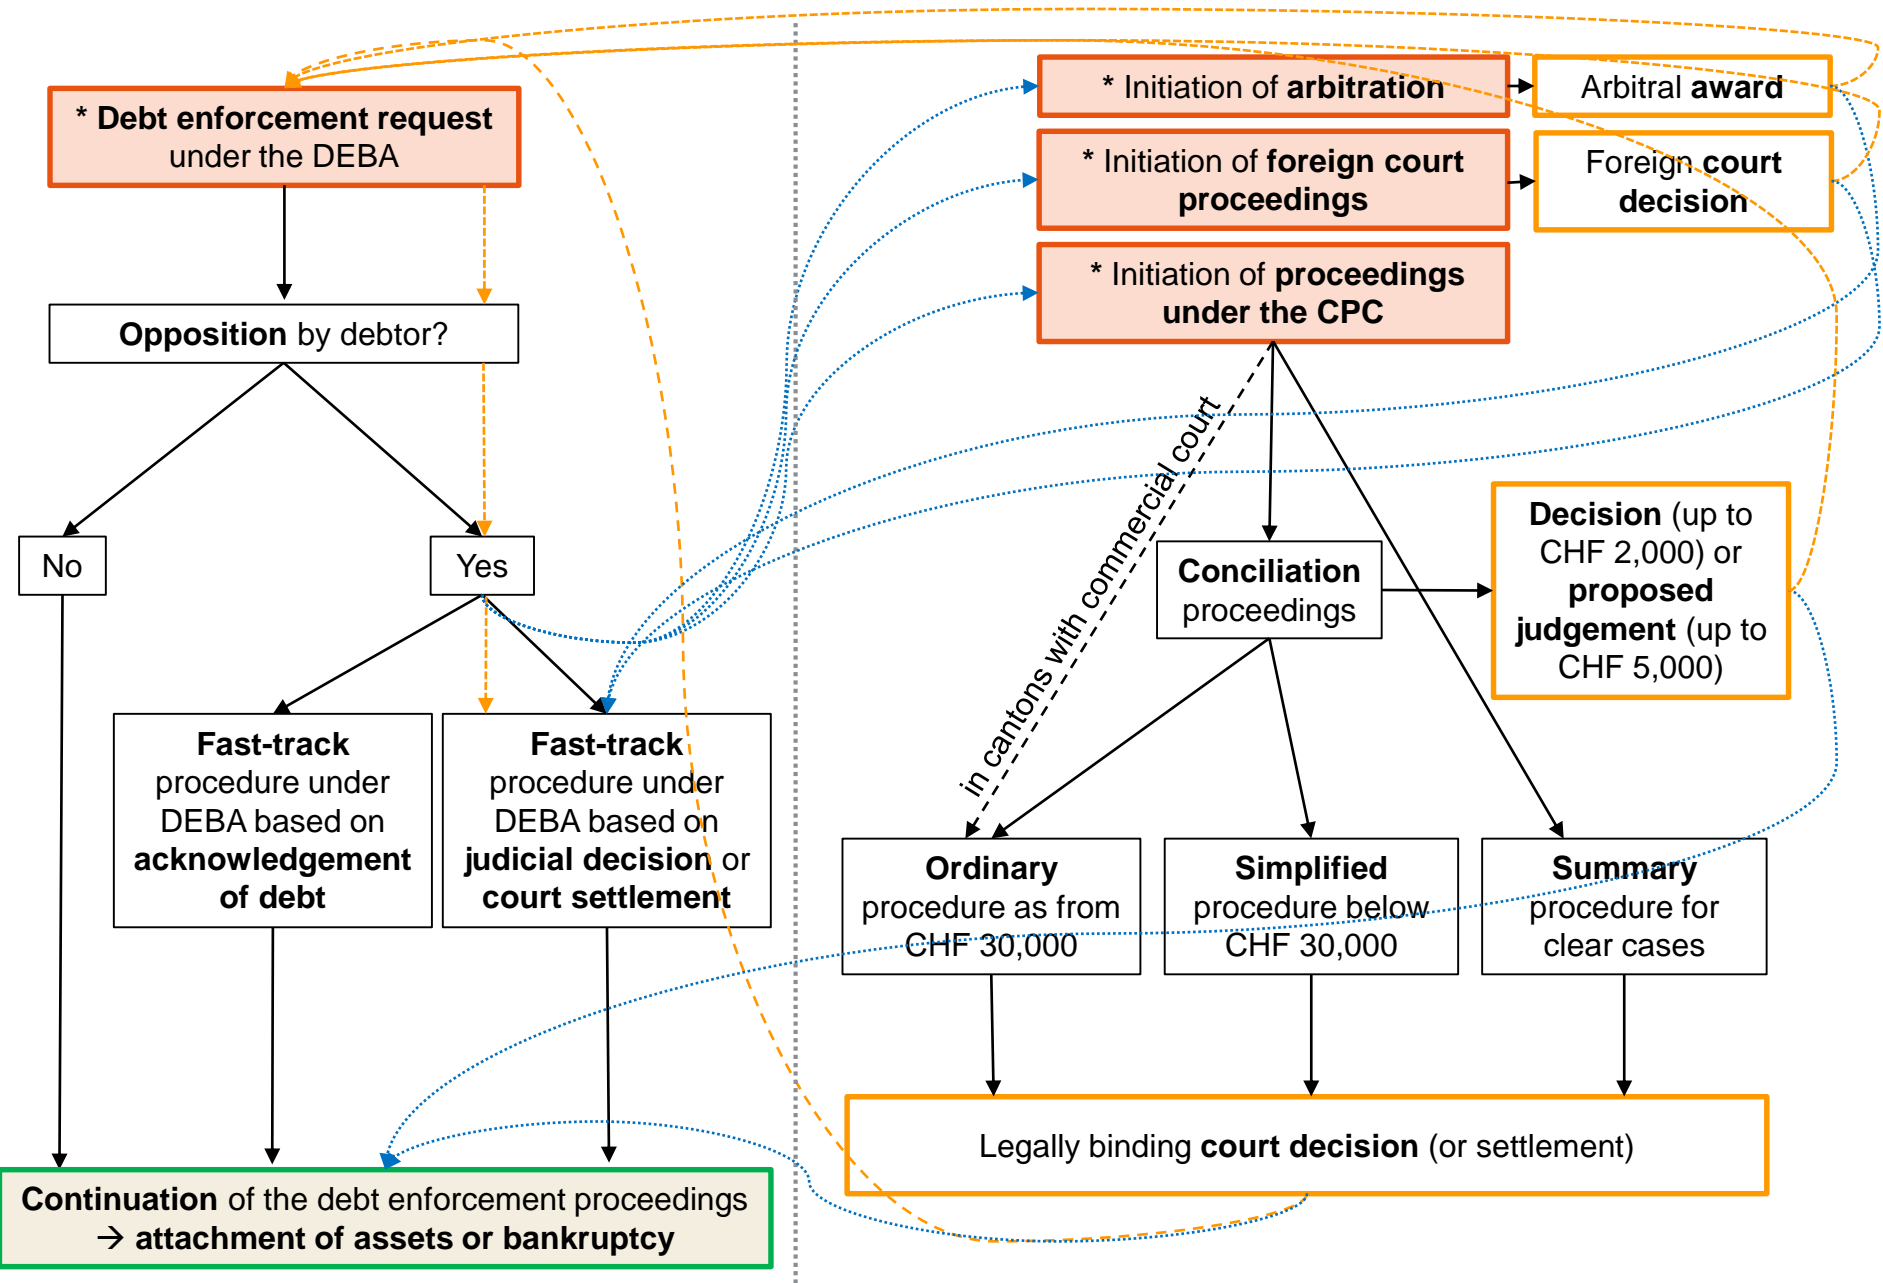 * Debt enforcement request
under the DEBA
Opposition by debtor?
No
Yes
Fast-track
procedure under
DEBA based on
acknowledgement
of debt
Fast-track
procedure under
DEBA based on
judicial decision or
court settlement
Continuation of the debt enforcement proceedings
→ attachment of assets or bankruptcy
* Initiation of arbitration
Arbitral award
* Initiation of foreign court
proceedings
Foreign court
decision
* Initiation of proceedings
under the CPC
in cantons with commercial court
Conciliation
proceedings
Decision (up to
CHF 2,000) or
proposed
judgement (up to
CHF 5,000)
Ordinary
procedure as from
CHF 30,000
Simplified
procedure below
CHF 30,000
Summary
procedure for
clear cases
Legally binding court decision (or settlement)